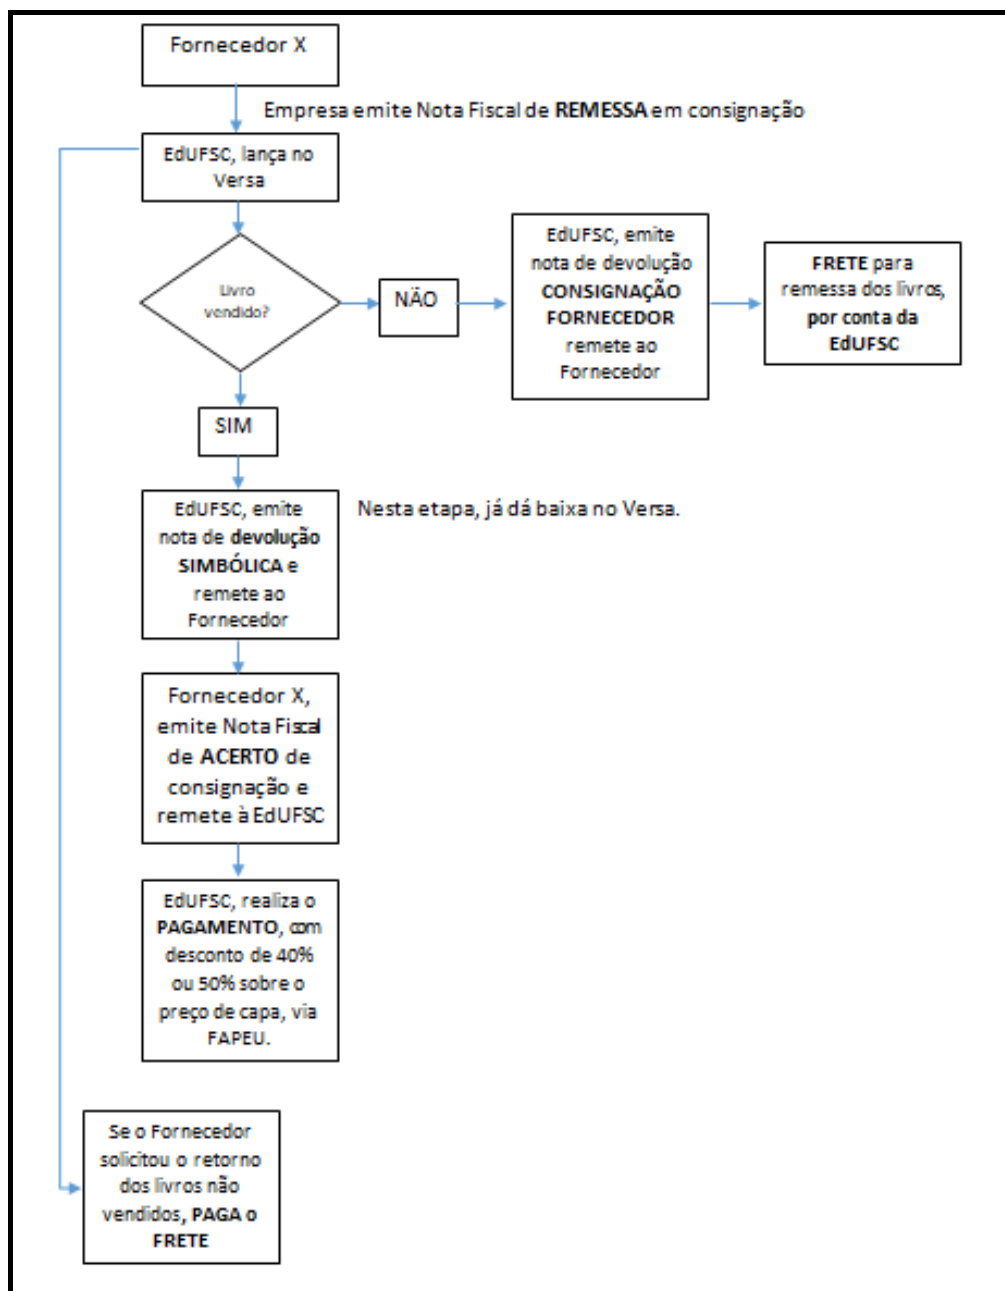 Fornecedor X
Empresa emite Nota Fiscal de REMESSA em consignação
EdUFSC, lança no
Versa
Livro
vendido?
NÃO
EdUFSC, emite
nota de devolução
CONSIGNAÇÃO
FORNECEDOR
remete ao
Fornecedor
FRETE para
remessa dos livros,
por conta da
EdUFSC
SIM
EdUFSC, emite
nota de devolução
SIMBÓLICA e
remete ao
Fornecedor
Nesta etapa, já dá baixa no Versa.
Fornecedor X,
emite Nota Fiscal
de ACERTO de
consignação e
remete à EdUFSC
EdUFSC, realiza o
PAGAMENTO, com
desconto de 40%
ou 50% sobre o
preço de capa, via
FAPEU.
Se o Fornecedor
solicitou o retorno
dos livros não
vendidos, PAGA o
FRETE